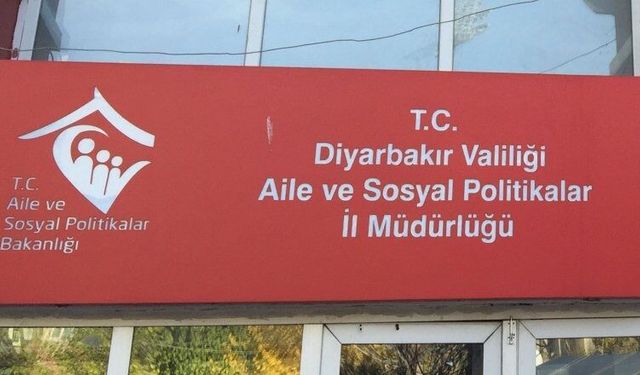 T.C.
Aile ve
Sosyal Politikalar
Bakanlığı
T.C.
Diyarbakır Valiliği
Aile ve Sosyal Politikalar
İl Müdürlüğü